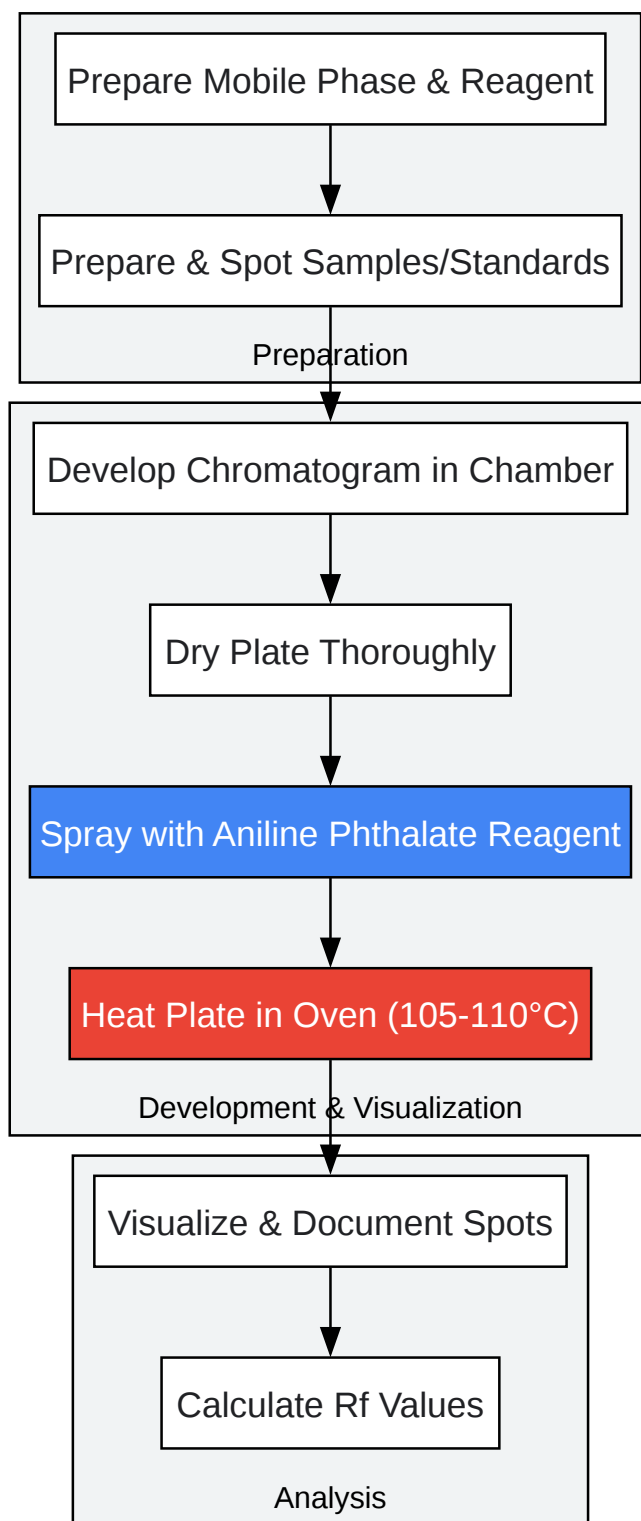 Prepare Mobile Phase & Reagent
Prepare & Spot Samples/Standards
Preparation
Develop Chromatogram in Chamber
Dry Plate Thoroughly
Spray with Aniline Phthalate Reagent
Heat Plate in Oven (105-110°C)
Development & Visualization
Visualize & Document Spots
Calculate Rf Values
Analysis